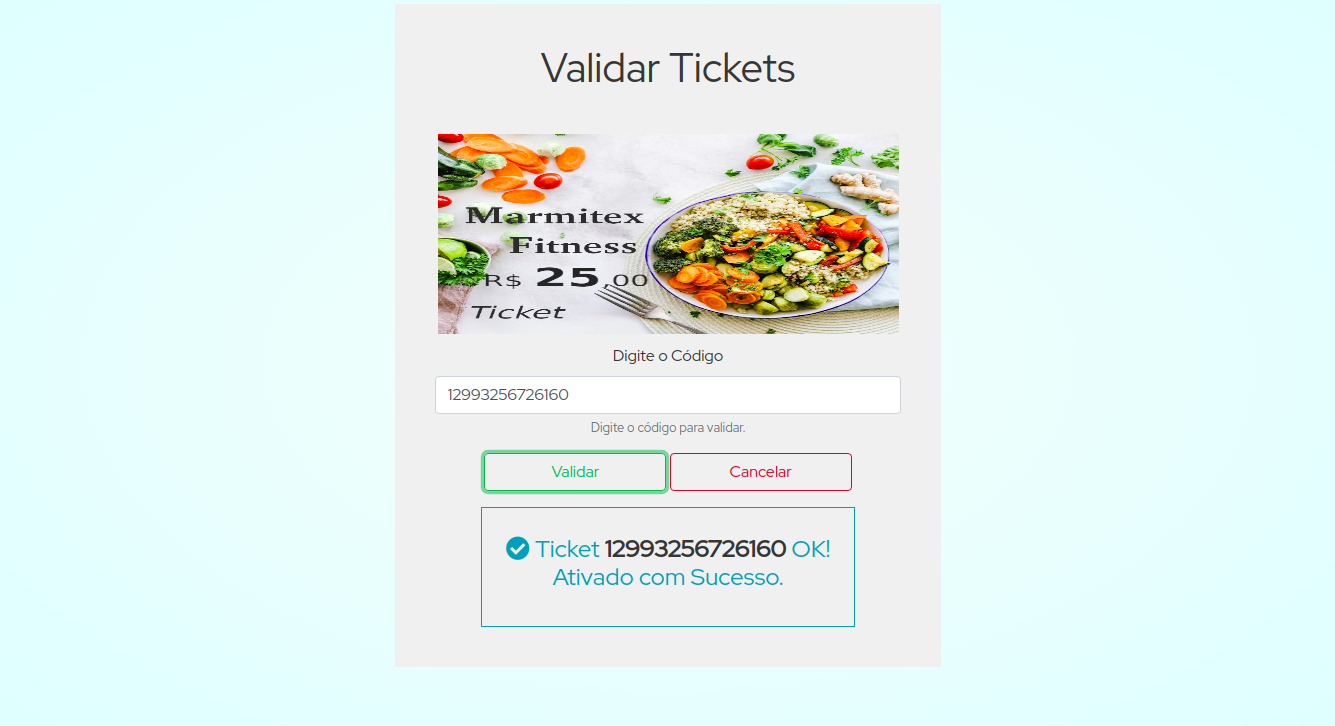 Validar Tickets
Marmitex
Fitness
R$ 25,00
Ticket
Digite o Código
12993256726160
Digite o código para validar.
Validar
Cancelar
Ticket 12993256726160 OK!
Ativado com Sucesso.